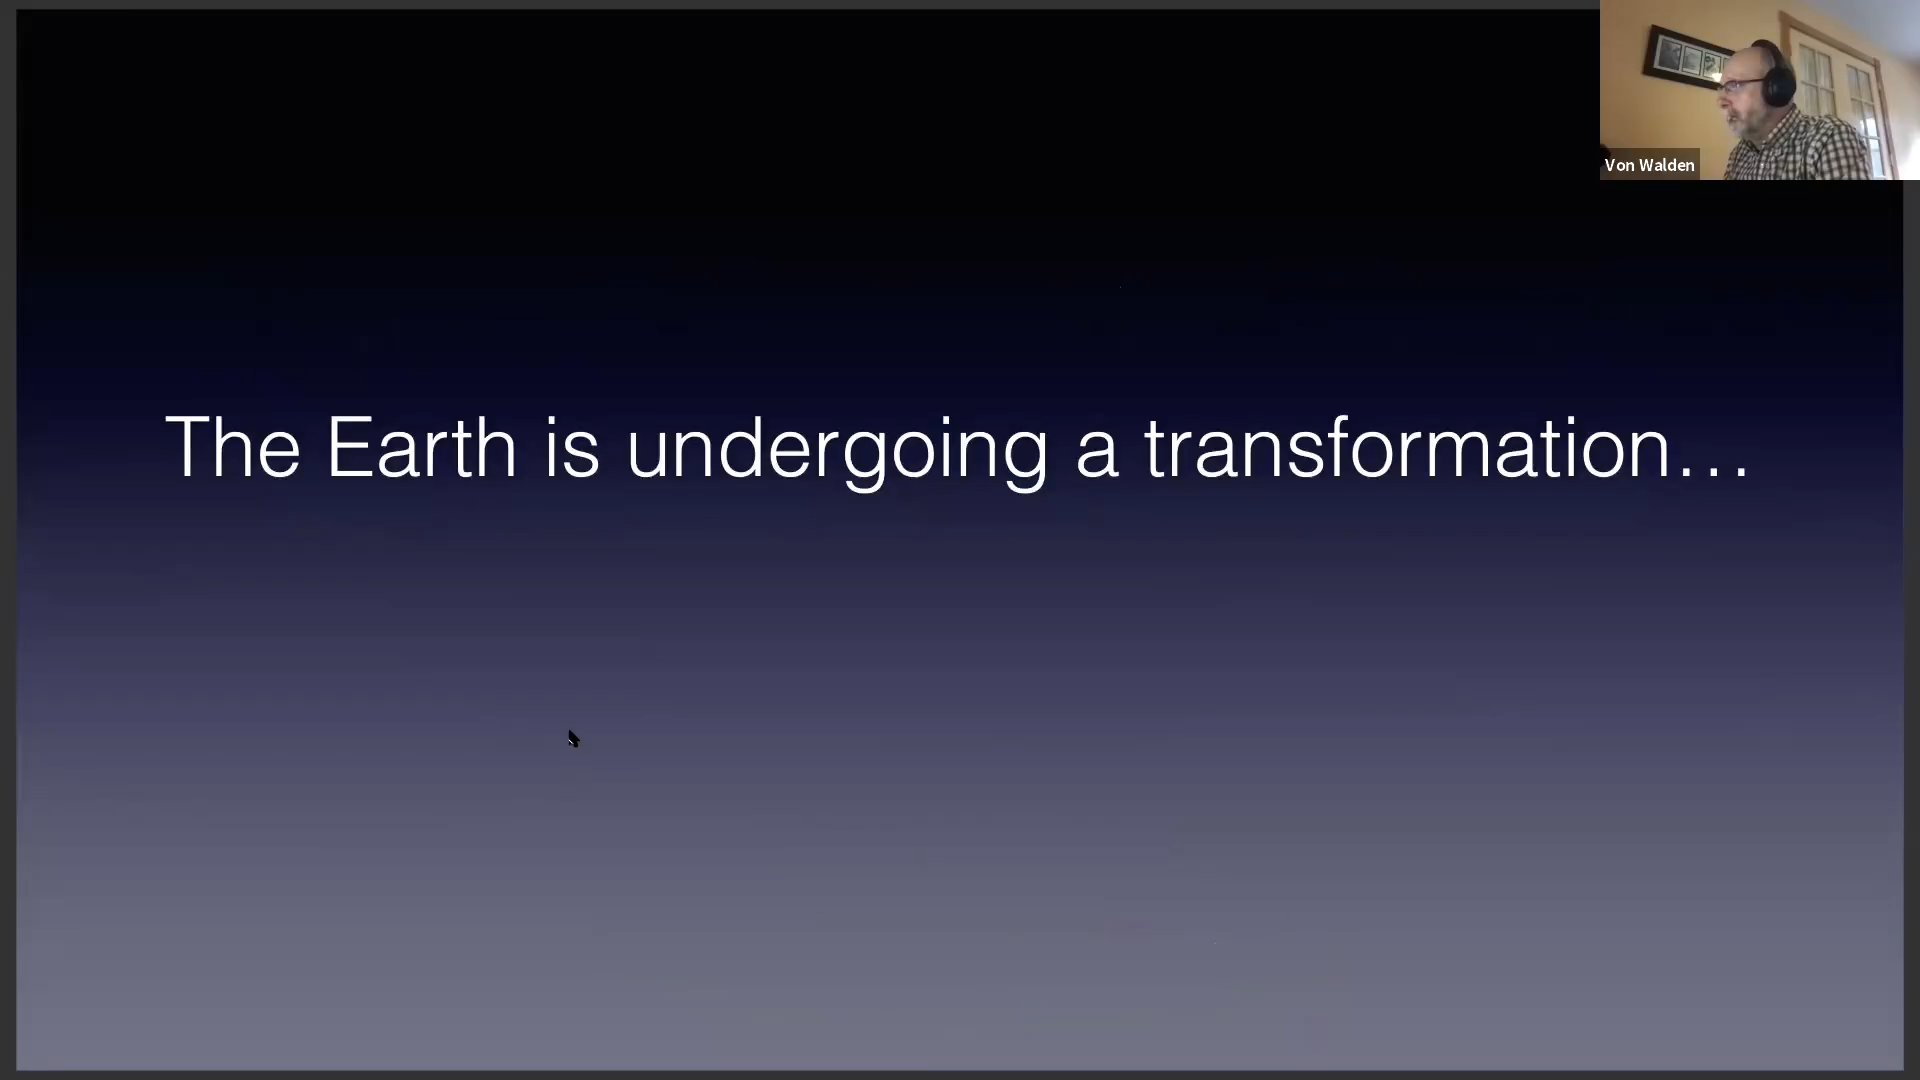 Von Walden
The Earth is undergoing a transformation…